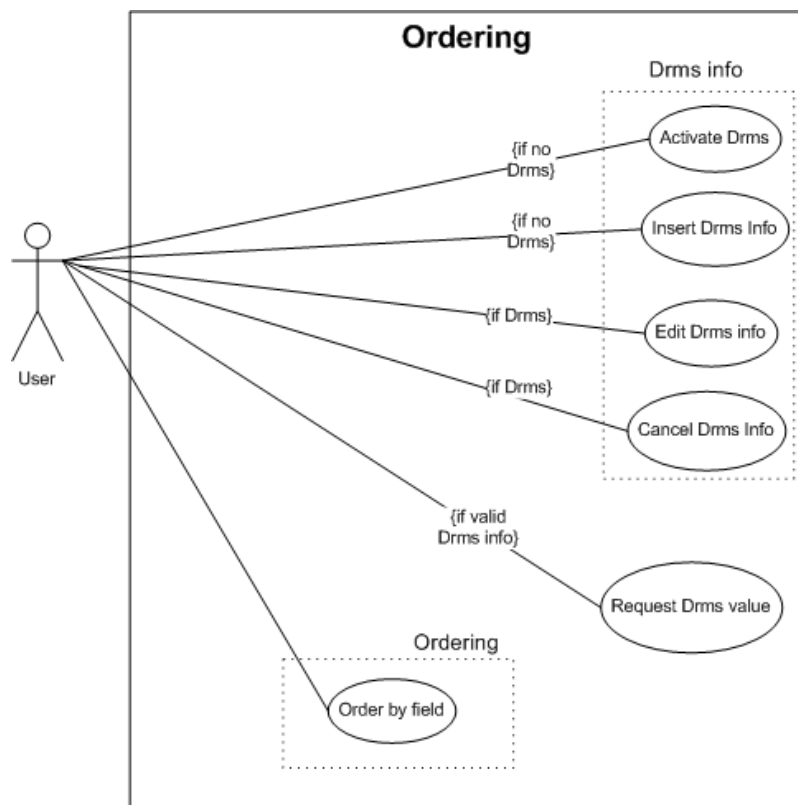 Ordering
Drms info
Activate Drms
{if no
Drms}
Insert Drms Info
{if no
Drms}
Edit Drms info
{if Drms}
User
Cancel Drms Info
{if Drms}
{if valid
Drms info}
Request Drms value
Ordering
Order by field